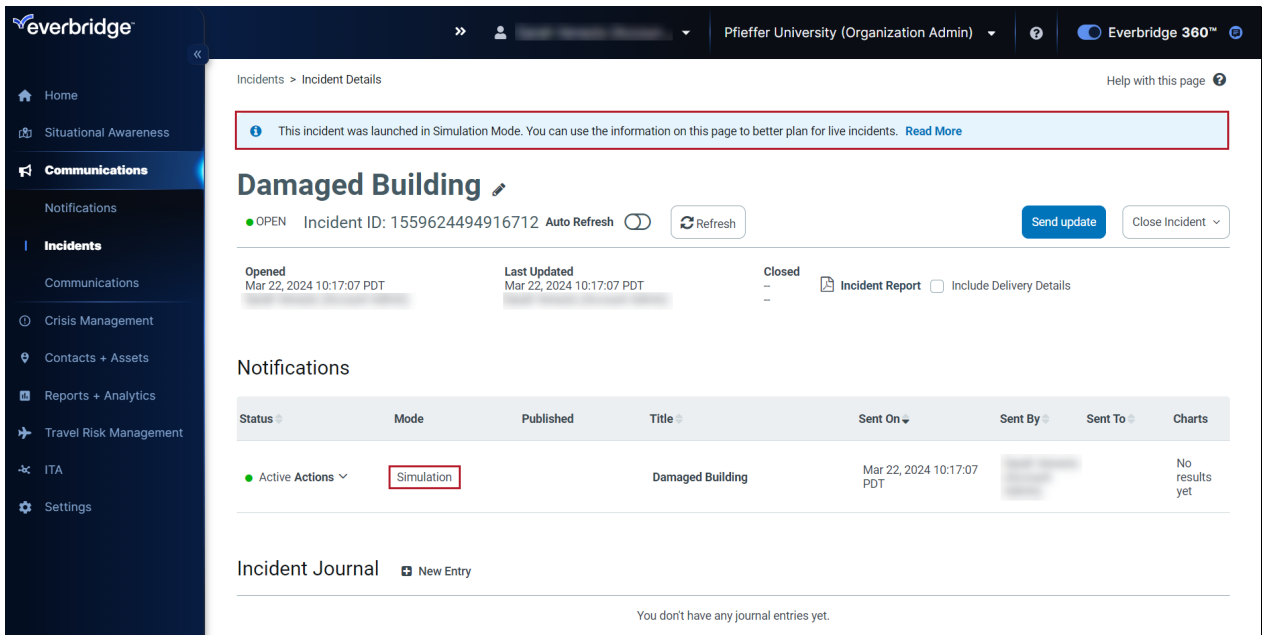 everbridge™
Pfieffer University (Organization Admin)
Everbridge 360™
Home
Situational Awareness
Communications
Notifications
Incidents
Communications
Crisis Management
Contacts + Assets
Reports + Analytics
Travel Risk Management
ITA
Settings
Incidents > Incident Details
Help with this page
This incident was launched in Simulation Mode. You can use the information on this page to better plan for live incidents. Read More
Damaged Building
OPEN Incident ID: 1559624494916712 Auto Refresh Refresh Send update Close Incident
Opened Last Updated Closed
Mar 22, 2024 10:17:07 PDT Mar 22, 2024 10:17:07 PDT --
--
Incident Report Include Delivery Details
Notifications
Status Mode Published Title Sent On Sent By Sent To Charts
Active Actions Simulation Damaged Building Mar 22, 2024 10:17:07
PDT
No
results
yet
Incident Journal New Entry
You don't have any journal entries yet.